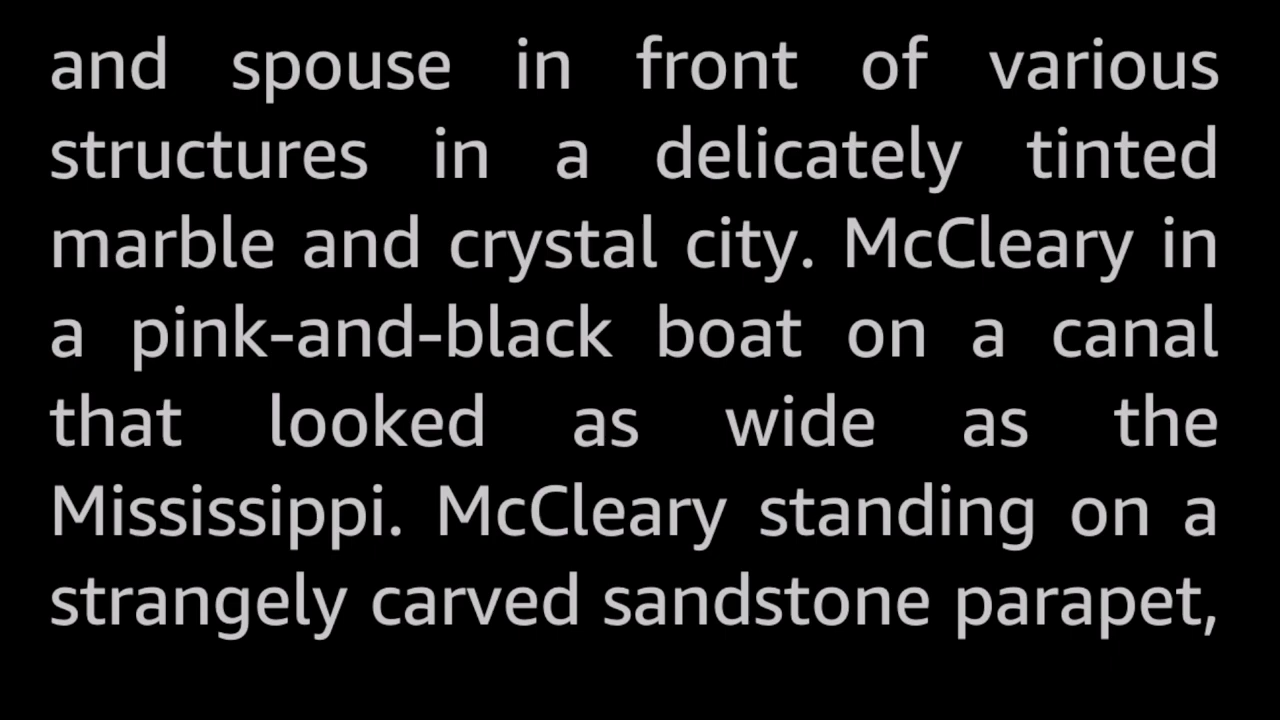 and spouse in front of various
structures in a delicately tinted
marble and crystal city. McCleary in
a pink-and-black boat on a canal
that looked as wide as the
Mississippi. McCleary standing on a
strangely carved sandstone parapet,